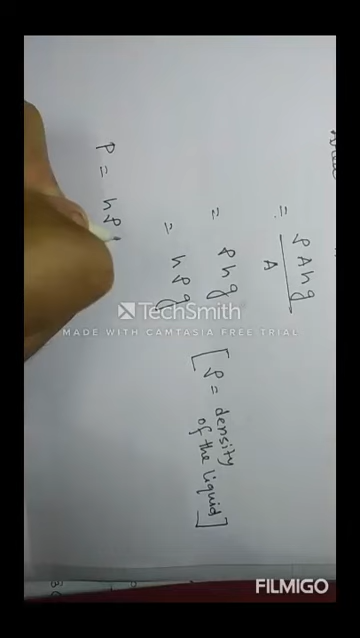 = ρAhg
A
= ρhg
= hρg [ρ = density
of the liquid]
P = hρ
TechSmith
MADE WITH CAMTASIA FREE TRIAL
FILMIGO